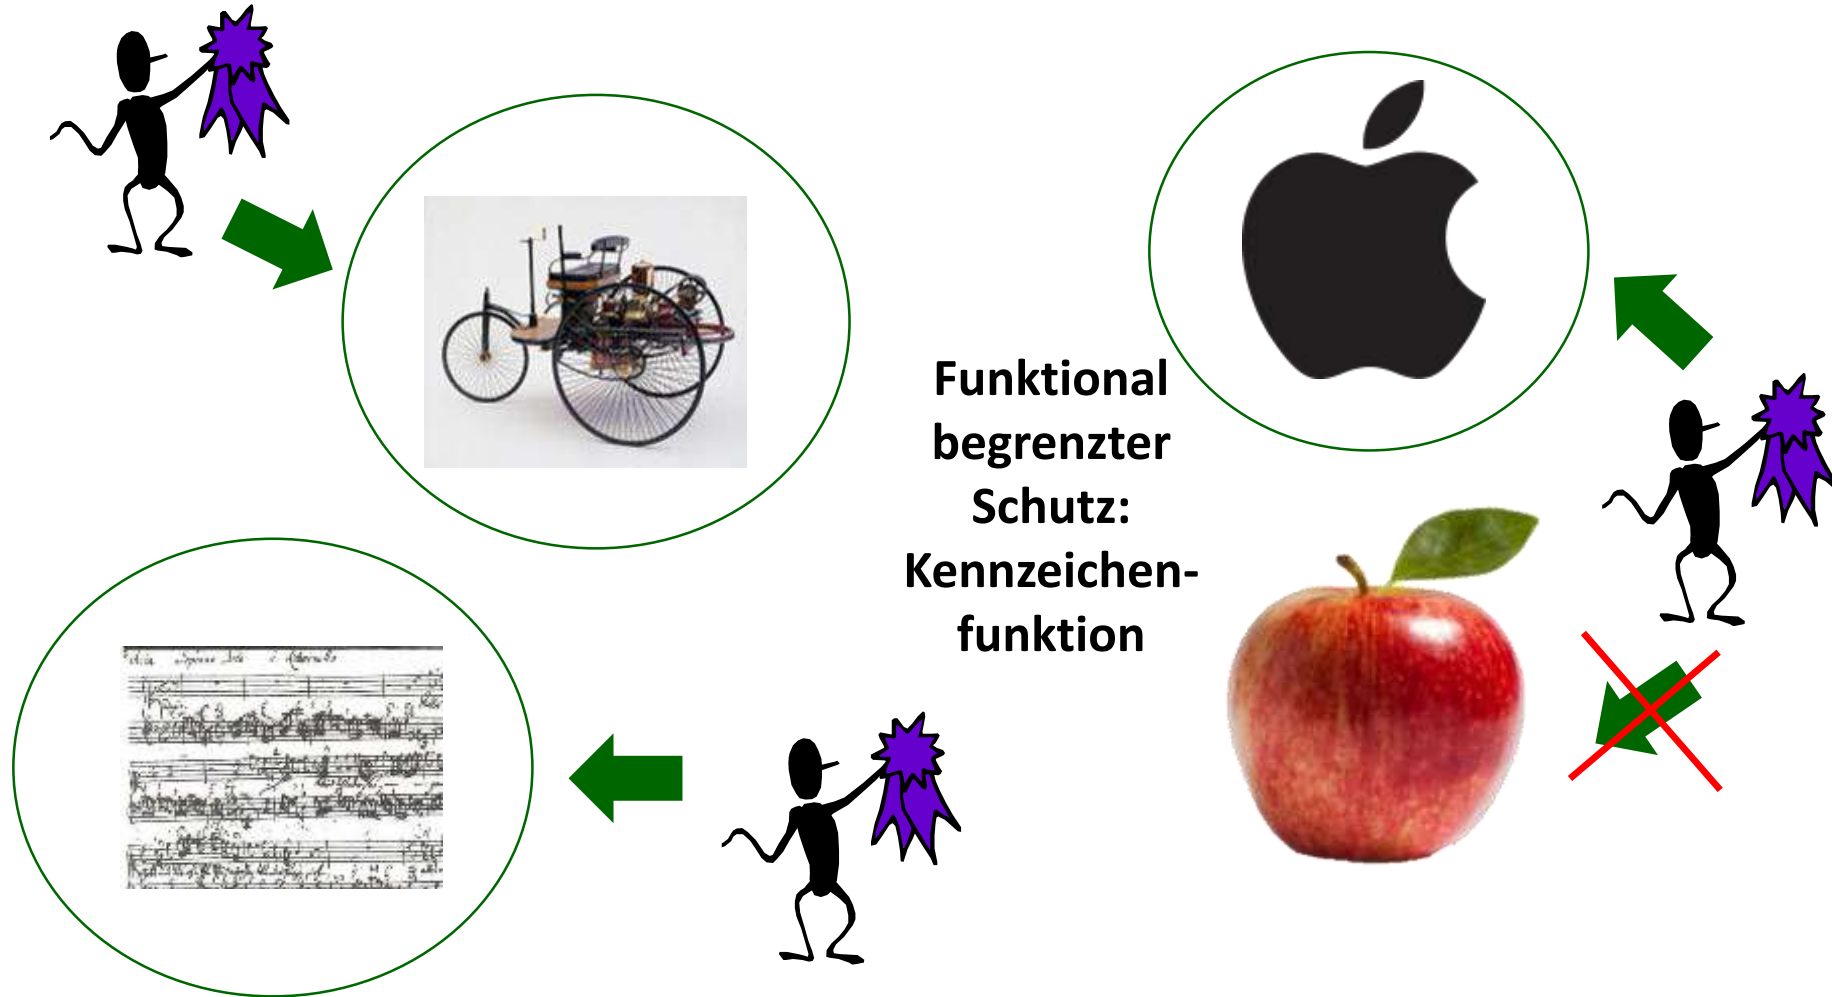 Funktional
begrenzter
Schutz:
Kennzeichen-
funktion